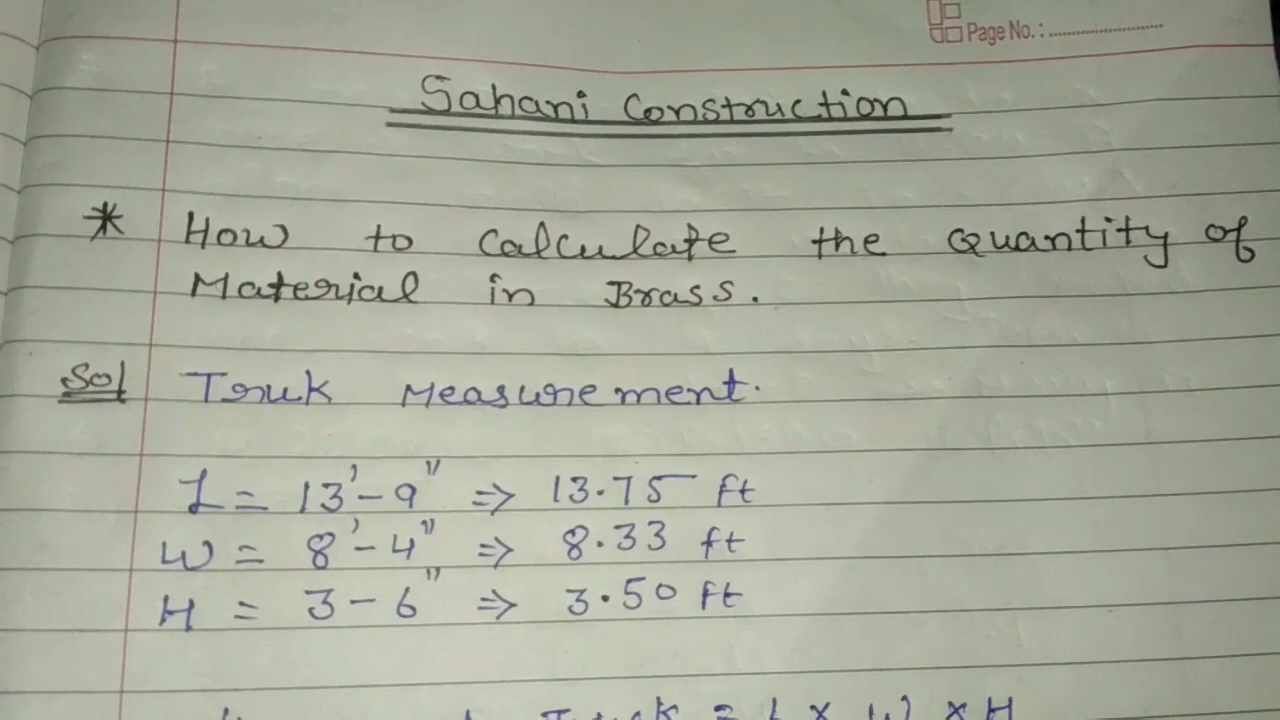 Page No. :
Sahani Construction
* How to Calculate the Quantity of
Material in Brass.
Sol Truk Measurement.
L = 13'-9" => 13.75 ft
W = 8'-4" => 8.33 ft
H = 3-6" => 3.50 ft
Truk = L x W x H